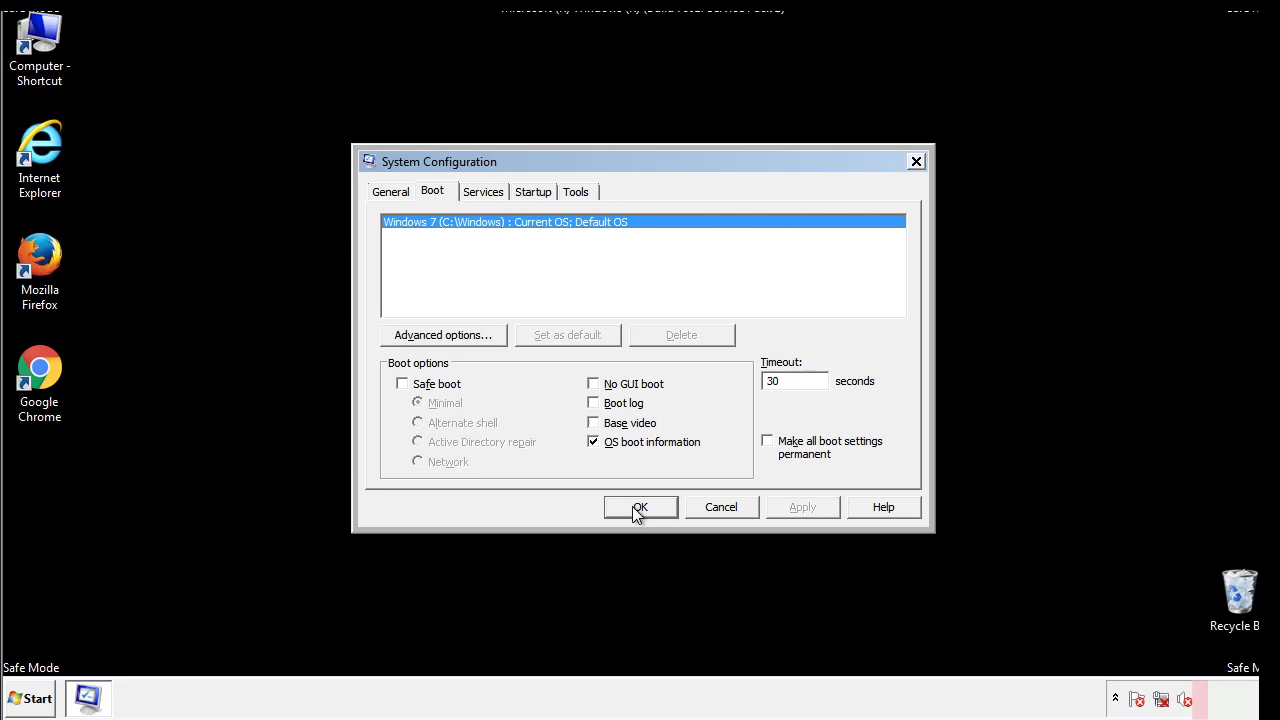 Computer -
Shortcut
Internet
Explorer
Mozilla
Firefox
Google
Chrome
System Configuration
General
Boot
Services
Startup
Tools
Windows 7 (C:\Windows) : Current OS; Default OS
Advanced options...
Set as default
Delete
Boot options
Safe boot
Minimal
Alternate shell
Active Directory repair
Network
No GUI boot
Boot log
Base video
OS boot information
Timeout:
30 seconds
Make all boot settings
permanent
OK
Cancel
Apply
Help
Recycle B
Safe Mode
Safe M
Start